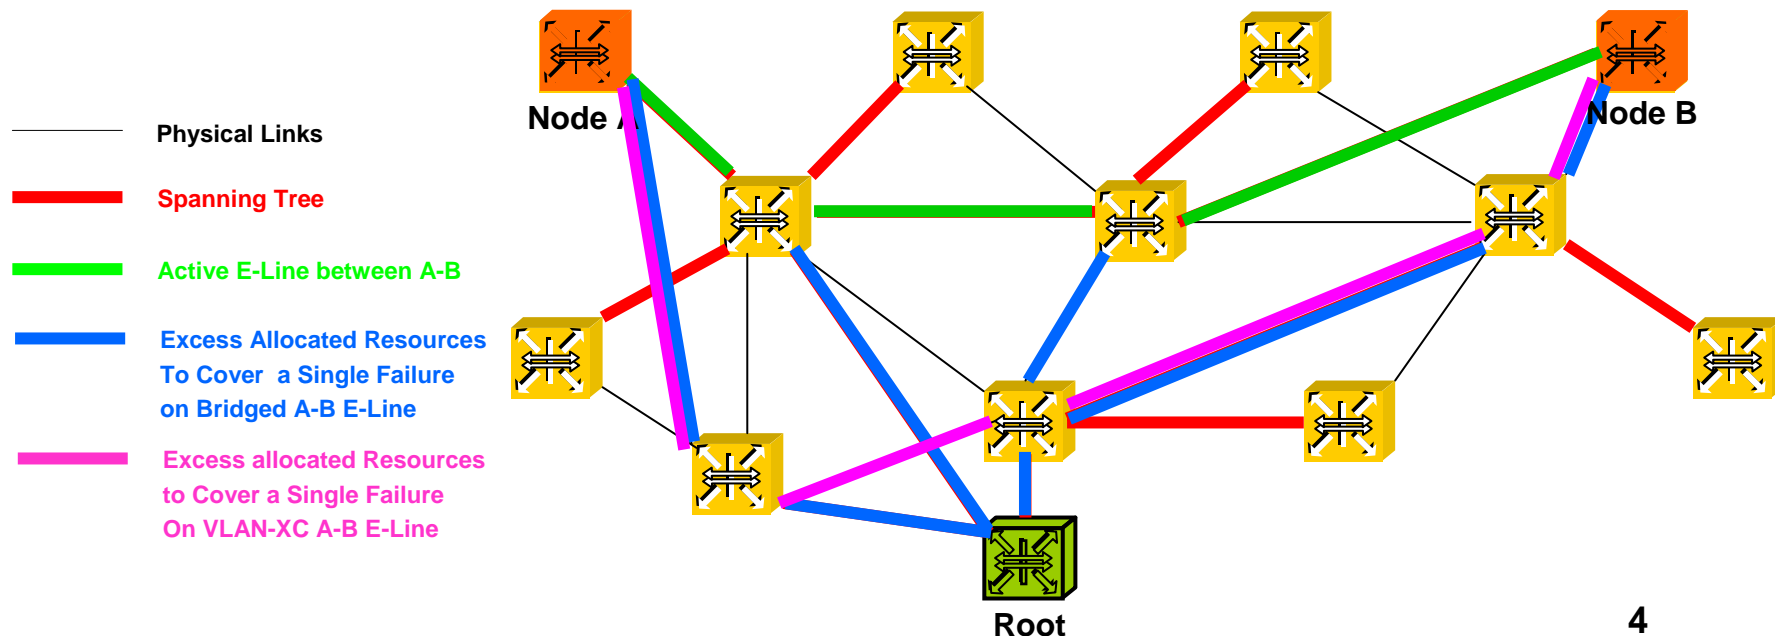 Node A
Node B
Physical Links
Spanning Tree
Active E-Line between A-B
Excess Allocated Resources
To Cover a Single Failure
on Bridged A-B E-Line
Excess allocated Resources
to Cover a Single Failure
On VLAN-XC A-B E-Line
Root
4